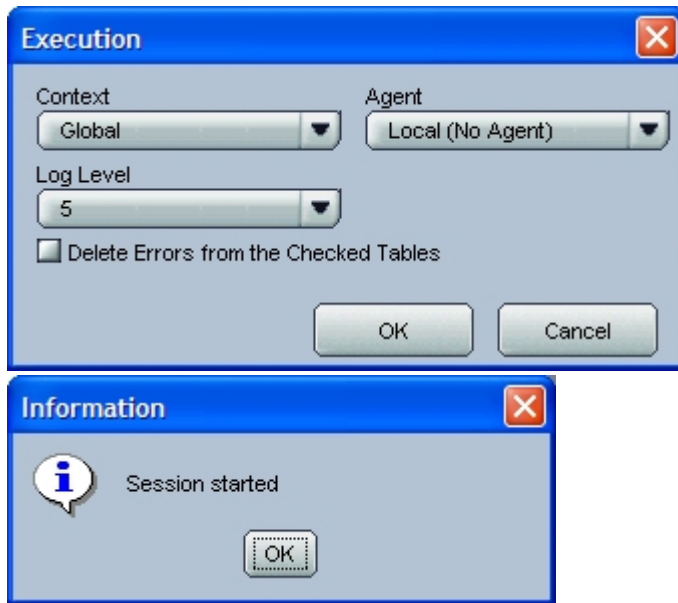 Execution
Context Agent
Global Local (No Agent)
Log Level
5
Delete Errors from the Checked Tables
OK Cancel
Information
Session started
OK